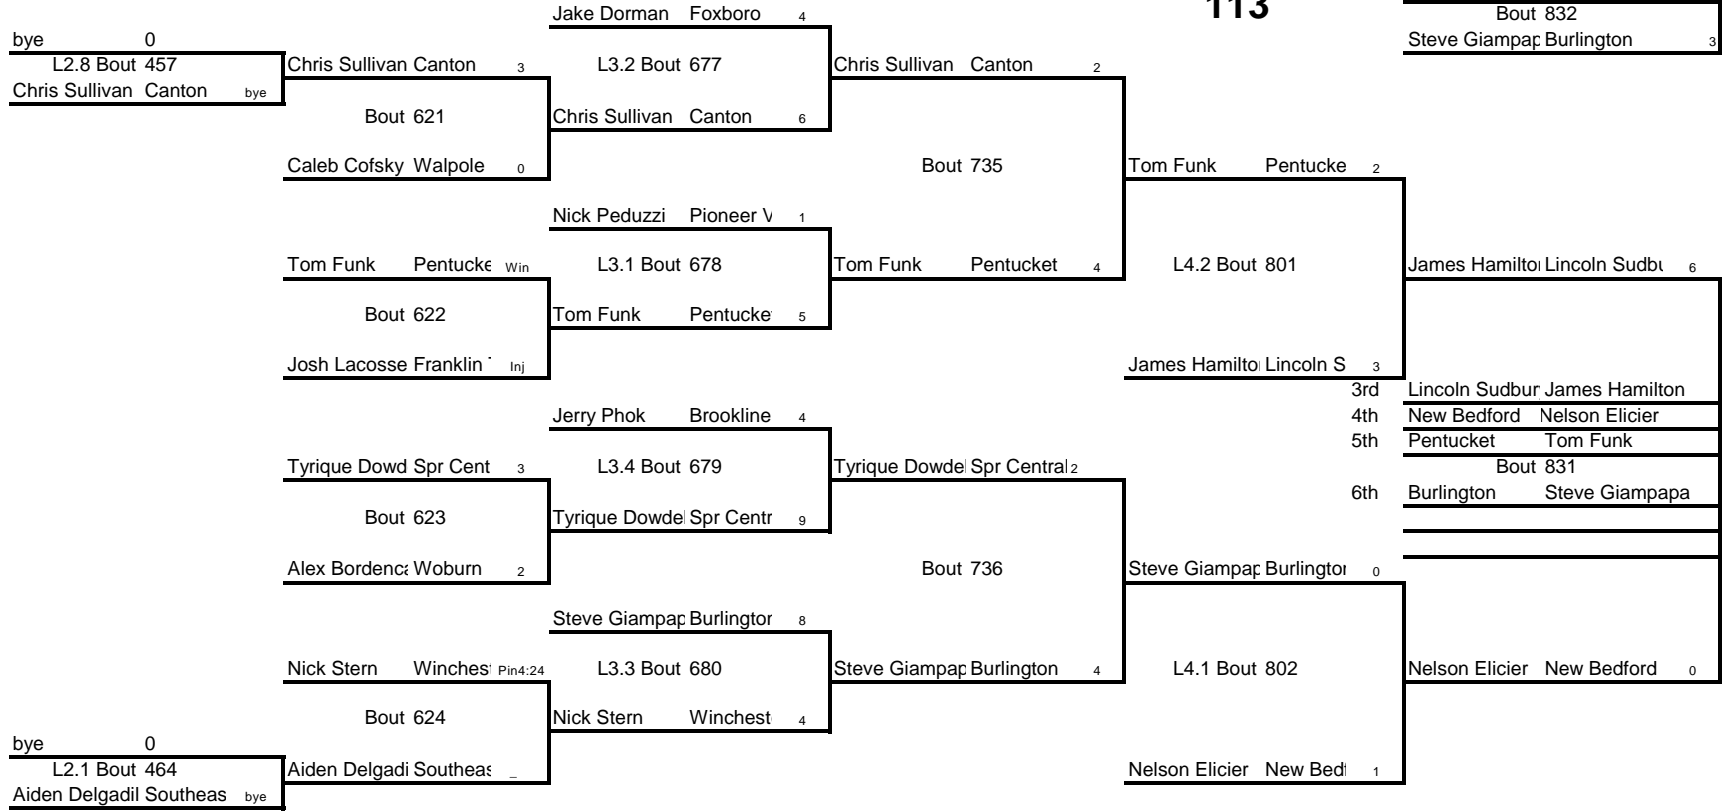 Jake Dorman Foxboro 4
113
Bout 832
bye 0
Steve Giampap Burlington 3
L2.8 Bout 457
Chris Sullivan Canton 3
L3.2 Bout 677
Chris Sullivan Canton 2
Chris Sullivan Canton bye
Bout 621
Chris Sullivan Canton 6
Caleb Cofsky Walpole 0
Bout 735
Tom Funk Pentucke 2
Nick Peduzzi Pioneer V 1
Tom Funk Pentucke Win
L3.1 Bout 678
Tom Funk Pentucket 4
L4.2 Bout 801
James Hamilto Lincoln Sudbu 6
Bout 622
Tom Funk Pentucke 5
Josh Lacosse Franklin Inj
James Hamilto Lincoln S 3
3rd Lincoln Sudbur James Hamilton
Jerry Phok Brookline 4
4th New Bedford Nelson Elicier
5th Pentucket Tom Funk
Tyrique Dowd Spr Cent 3
L3.4 Bout 679
Tyrique Dowde Spr Central 2
Bout 831
6th Burlington Steve Giampapa
Bout 623
Tyrique Dowde Spr Centr 9
Alex Bordenca Woburn 2
Bout 736
Steve Giampap Burlington 0
Steve Giampap Burlington 8
Nick Stern Winches Pin4:24
L3.3 Bout 680
Steve Giampap Burlington 4
L4.1 Bout 802
Nelson Elicier New Bedford 0
Bout 624
Nick Stern Winchest 4
bye 0
L2.1 Bout 464
Aiden Delgadi Southeas _
Nelson Elicier New Bedf 1
Aiden Delgadil Southeas bye